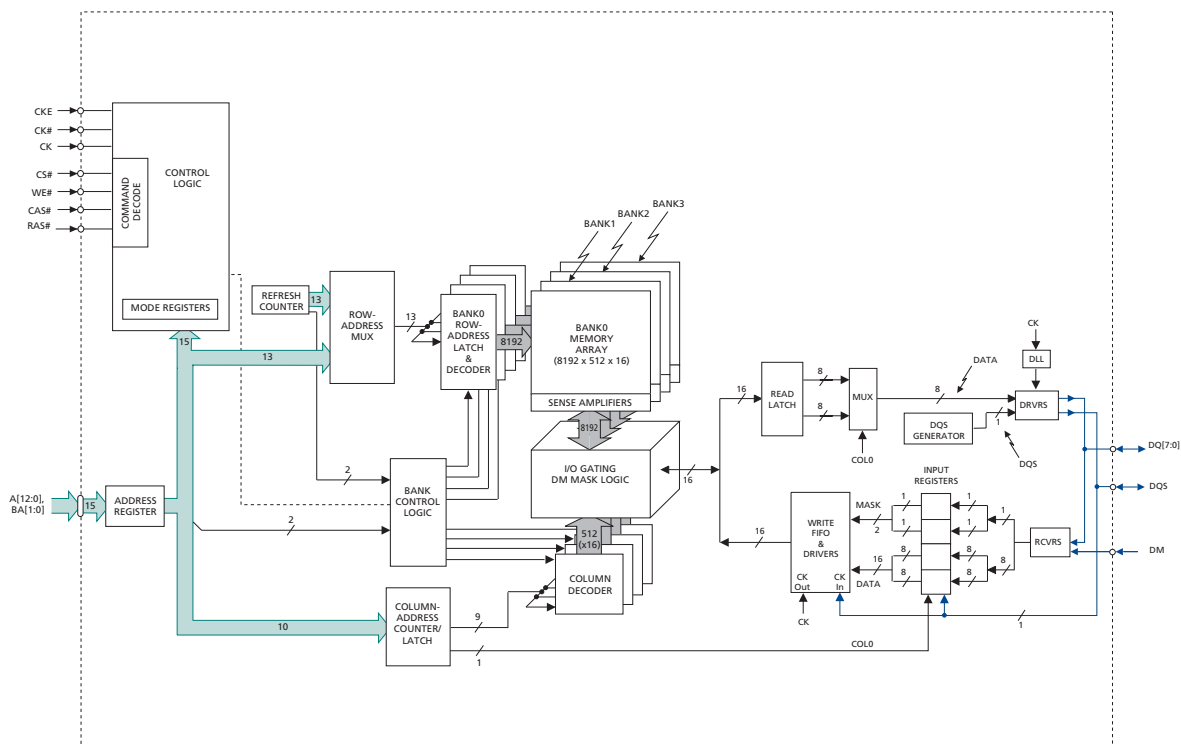 CKE
CK#
CK
CS#
WE#
CAS#
RAS#
COMMAND
DECODE
CONTROL
LOGIC
MODE REGISTERS
15
REFRESH
COUNTER
13
13
ROW-
ADDRESS
MUX
13
BANK0
ROW-
ADDRESS
LATCH
&
DECODER
8192
BANK1
BANK2
BANK3
BANK0
MEMORY
ARRAY
(8192 x 512 x 16)
SENSE AMPLIFIERS
8192
I/O GATING
DM MASK LOGIC
16
512
(x16)
COLUMN
DECODER
A[12:0],
BA[1:0]
15
ADDRESS
REGISTER
2
2
BANK
CONTROL
LOGIC
10
COLUMN-
ADDRESS
COUNTER/
LATCH
9
1
COL0
16
READ
LATCH
8
8
MUX
COL0
8
DATA
CK
DLL
DRVRS
DQS
GENERATOR
1
DQS
DQ[7:0]
DQS
DM
INPUT
REGISTERS
16
WRITE
FIFO
&
DRIVERS
CK
Out
CK
In
CK
MASK
2
16
DATA
1
1
8
8
1
1
8
8
1
8
RCVRS
1